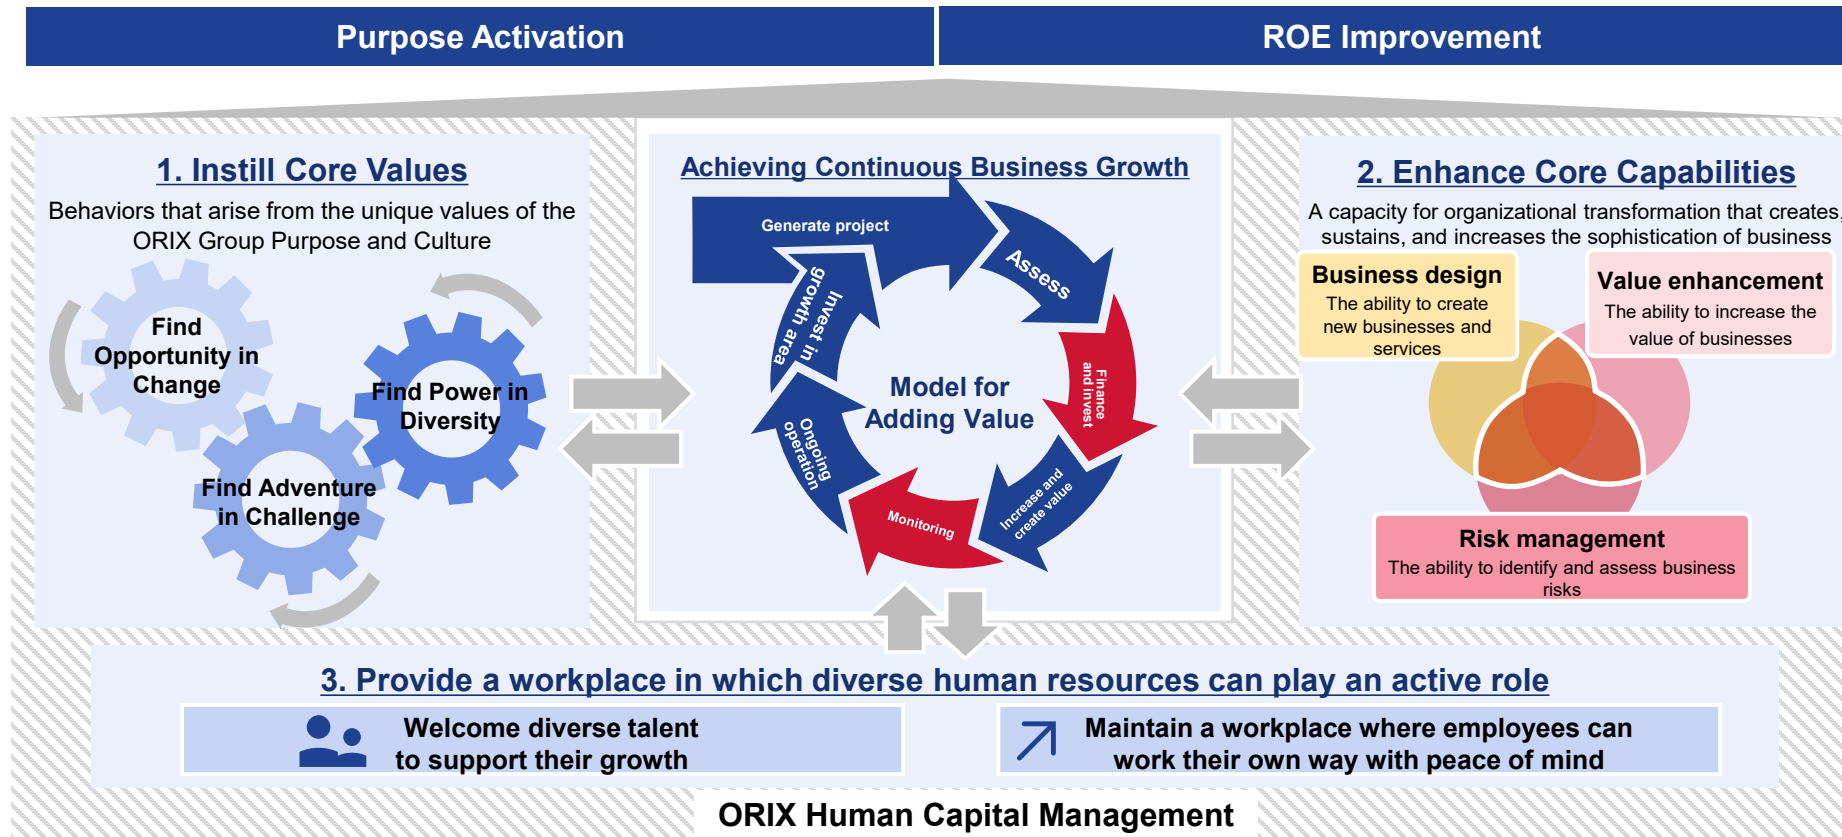 Purpose Activation
ROE Improvement
1. Instill Core Values
Behaviors that arise from the unique values of the
ORIX Group Purpose and Culture
Find
Opportunity in
Change
Find Power in
Diversity
Find Adventure
in Challenge
Achieving Continuous Business Growth
Generate project
Assess
Finance
and invest
Increase and
create value
Monitoring
Ongoing
operation
Invest in
growth area
Model for
Adding Value
2. Enhance Core Capabilities
A capacity for organizational transformation that creates,
sustains, and increases the sophistication of business
Business design
The ability to create
new businesses and
services
Value enhancement
The ability to increase the
value of businesses
Risk management
The ability to identify and assess business
risks
3. Provide a workplace in which diverse human resources can play an active role
Welcome diverse talent
to support their growth
Maintain a workplace where employees can
work their own way with peace of mind
ORIX Human Capital Management